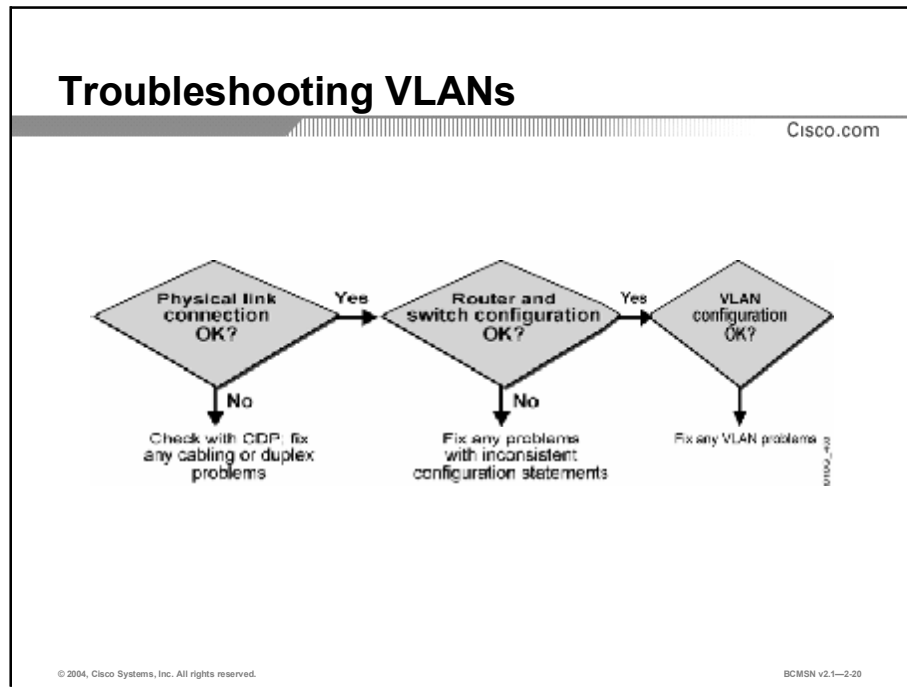 Troubleshooting VLANs
Cisco.com
Physical link
connection
OK?
Yes
Router and
switch configuration
OK?
Yes
VLAN
configuration
OK?
No
Check with CDP; fix
any cabling or duplex
problems
No
Fix any problems
with inconsistent
configuration statements
Fix any VLAN problems
© 2004, Cisco Systems, Inc. All rights reserved.
BCMSN v2.1—2-20